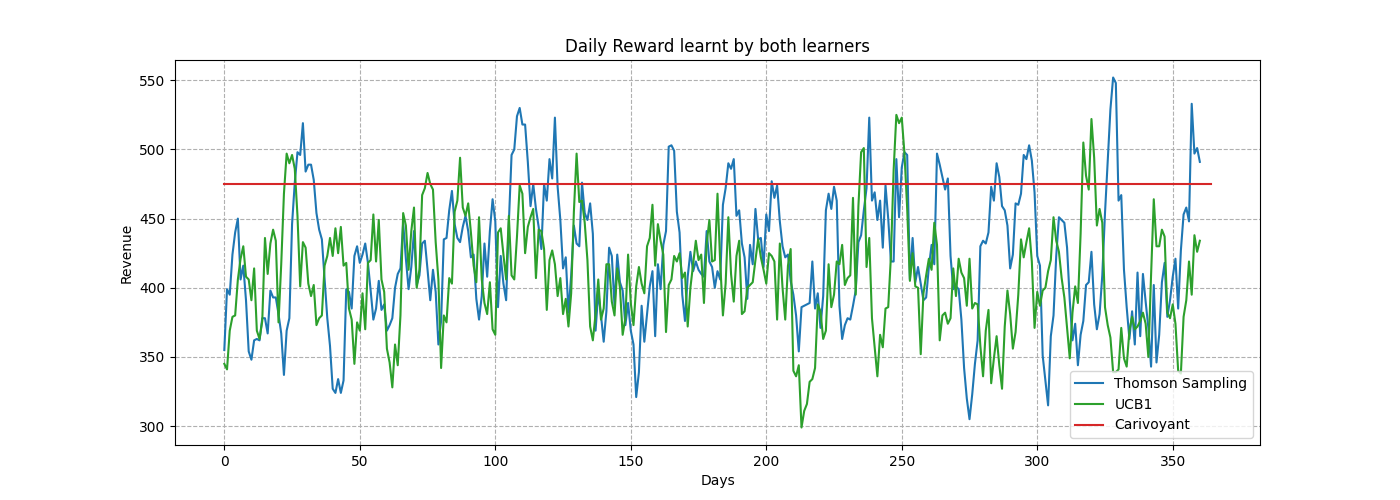 Daily Reward learnt by both learners
Revenue
550
500
450
400
350
300
0 50 100 150 200 250 300 350
Days
Thomson Sampling
UCB1
Carivoyant